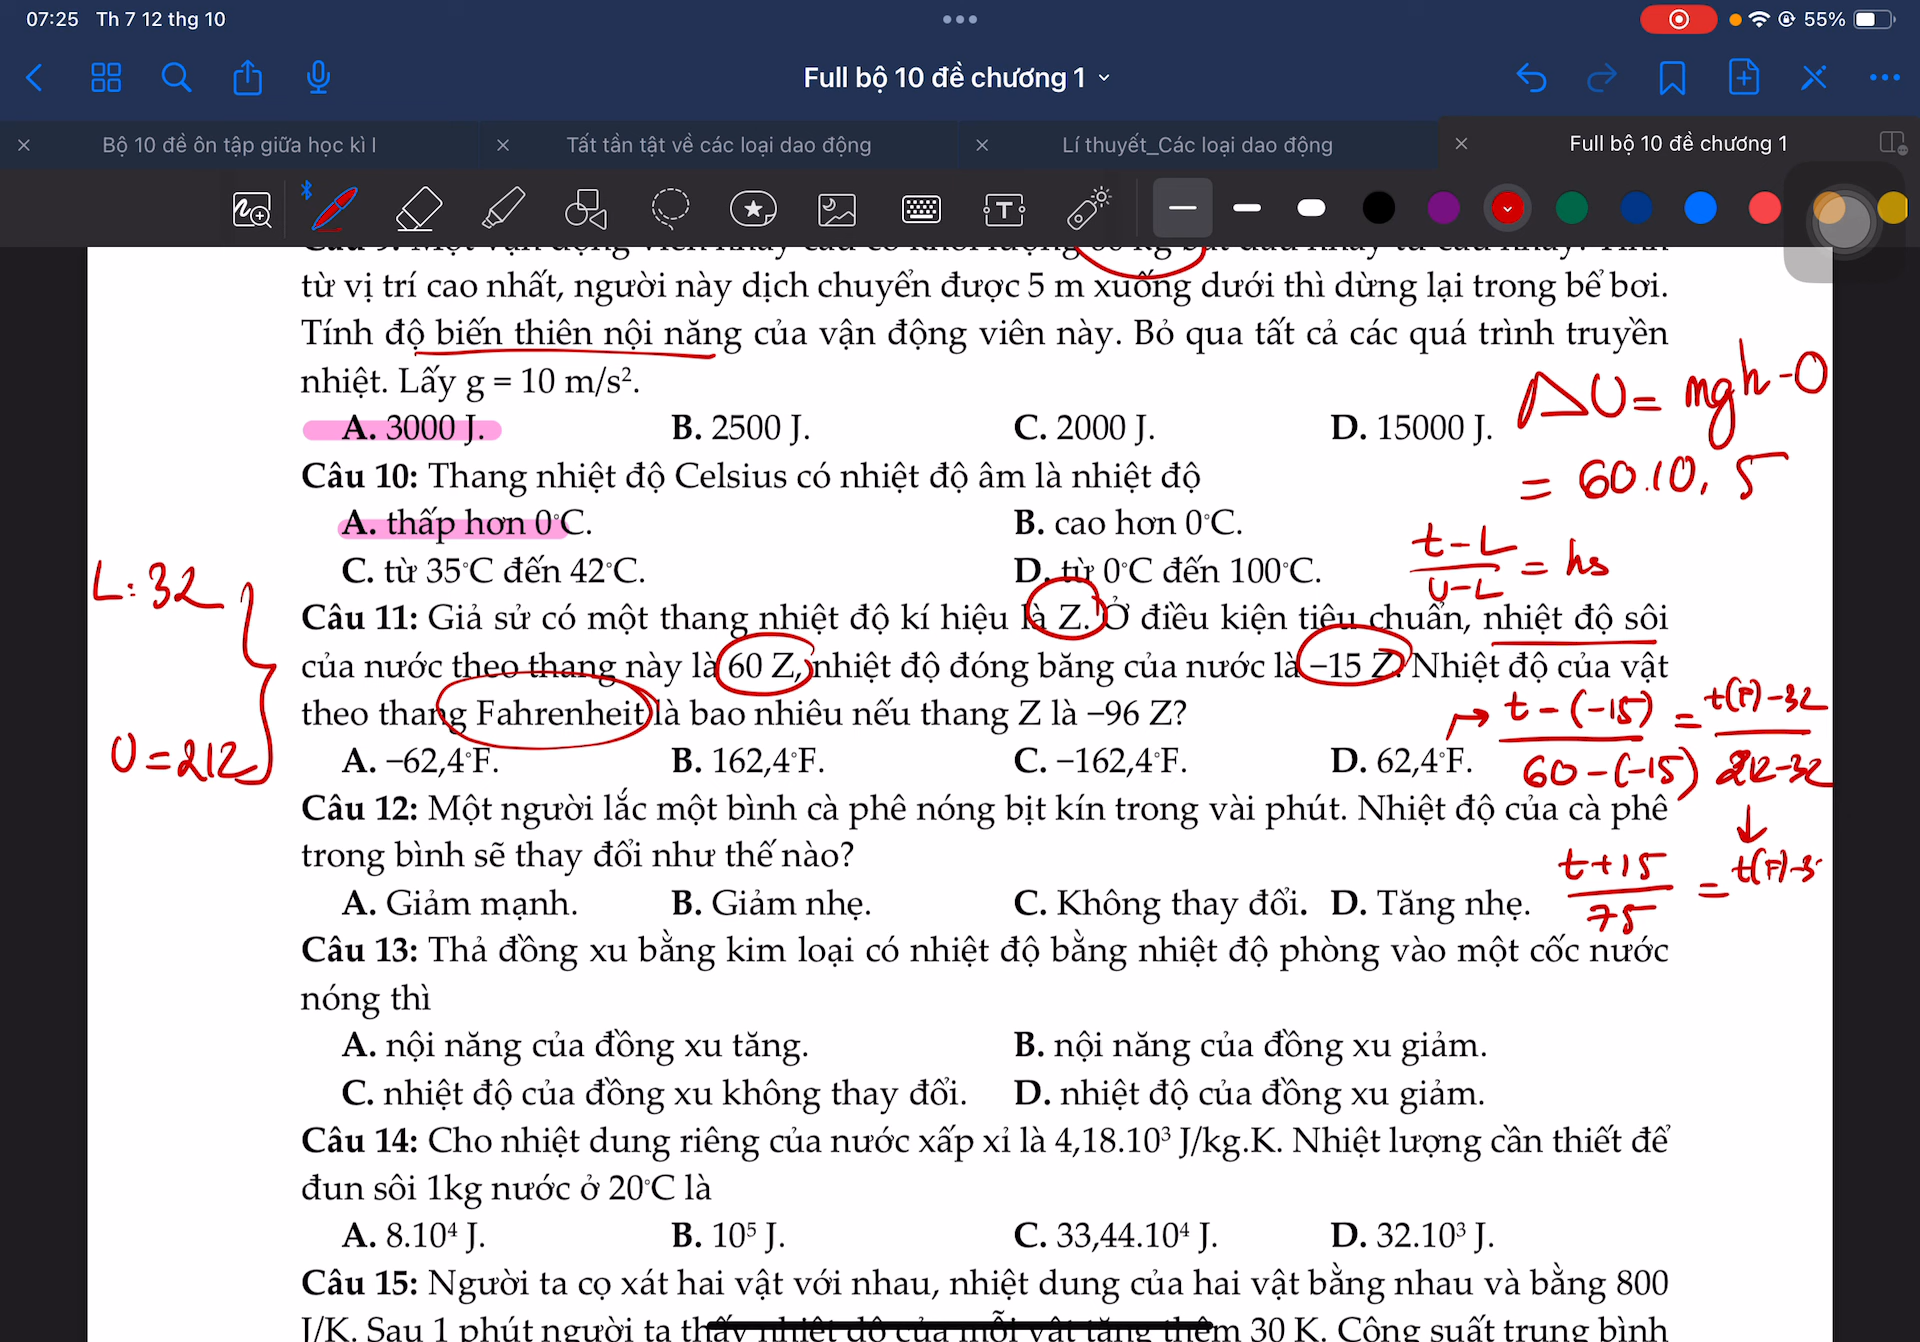 07:25 Th 7 12 thg 10
55%
Full bộ 10 đề chương 1
Bộ 10 đề ôn tập giữa học kì I
Tất tần tật về các loại dao động
Lí thuyết_Các loại dao động
Full bộ 10 đề chương 1
từ vị trí cao nhất, người này dịch chuyển được 5 m xuống dưới thì dừng lại trong bể bơi.
Tính độ biến thiên nội năng của vận động viên này. Bỏ qua tất cả các quá trình truyền
nhiệt. Lấy g = 10 m/s².
ΔU = mgh - 0
A. 3000 J. B. 2500 J. C. 2000 J. D. 15000 J.
= 60.10.5
Câu 10: Thang nhiệt độ Celsius có nhiệt độ âm là nhiệt độ
A. thấp hơn 0°C. B. cao hơn 0°C.
C. từ 35°C đến 42°C. D. từ 0°C đến 100°C.
t-L / U-L = hs
L: 32
U = 212
Câu 11: Giả sử có một thang nhiệt độ kí hiệu là Z. Ở điều kiện tiêu chuẩn, nhiệt độ sôi
của nước theo thang này là 60 Z, nhiệt độ đóng băng của nước là −15 Z. Nhiệt độ của vật
theo thang Fahrenheit là bao nhiêu nếu thang Z là −96 Z?
A. −62,4°F. B. 162,4°F. C. −162,4°F. D. 62,4°F.
→ t-(-15) / 60-(-15) = t(F)-32 / 212-32
Câu 12: Một người lắc một bình cà phê nóng bịt kín trong vài phút. Nhiệt độ của cà phê
trong bình sẽ thay đổi như thế nào?
A. Giảm mạnh. B. Giảm nhẹ. C. Không thay đổi. D. Tăng nhẹ.
↓
t+15 / 75 = t(F)-3
Câu 13: Thả đồng xu bằng kim loại có nhiệt độ bằng nhiệt độ phòng vào một cốc nước
nóng thì
A. nội năng của đồng xu tăng. B. nội năng của đồng xu giảm.
C. nhiệt độ của đồng xu không thay đổi. D. nhiệt độ của đồng xu giảm.
Câu 14: Cho nhiệt dung riêng của nước xấp xỉ là 4,18.10³ J/kg.K. Nhiệt lượng cần thiết để
đun sôi 1kg nước ở 20°C là
A. 8.10⁴ J. B. 10⁵ J. C. 33,44.10⁴ J. D. 32.10³ J.
Câu 15: Người ta cọ xát hai vật với nhau, nhiệt dung của hai vật bằng nhau và bằng 800
J/K. Sau 1 phút người ta thấy nhiệt độ của mỗi vật tăng thêm 30 K. Công suất trung bình